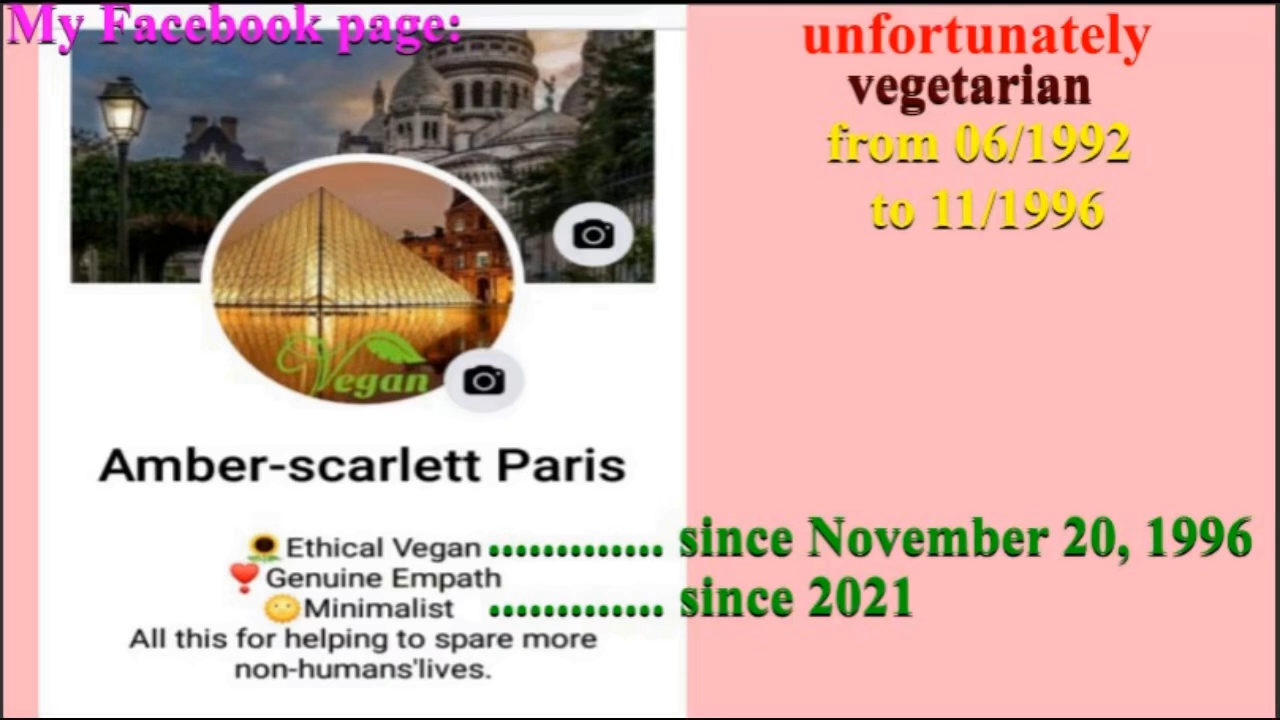 My Facebook page:
unfortunately
vegetarian
from 06/1992
to 11/1996
Vegan
Amber-scarlett Paris
🌻Ethical Vegan ............. since November 20, 1996
❣️Genuine Empath
🌝Minimalist ............. since 2021
All this for helping to spare more
non-humans'lives.